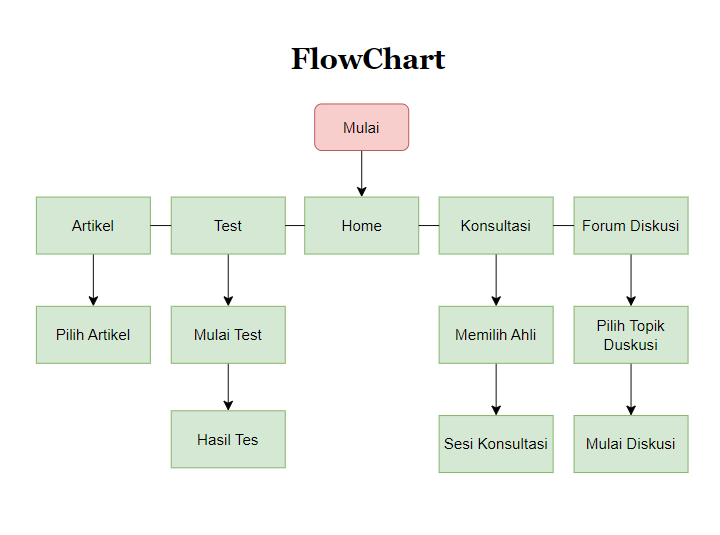 FlowChart
Mulai
Artikel
Test
Home
Konsultasi
Forum Diskusi
Pilih Artikel
Mulai Test
Memilih Ahli
Pilih Topik
Duskusi
Hasil Tes
Sesi Konsultasi
Mulai Diskusi